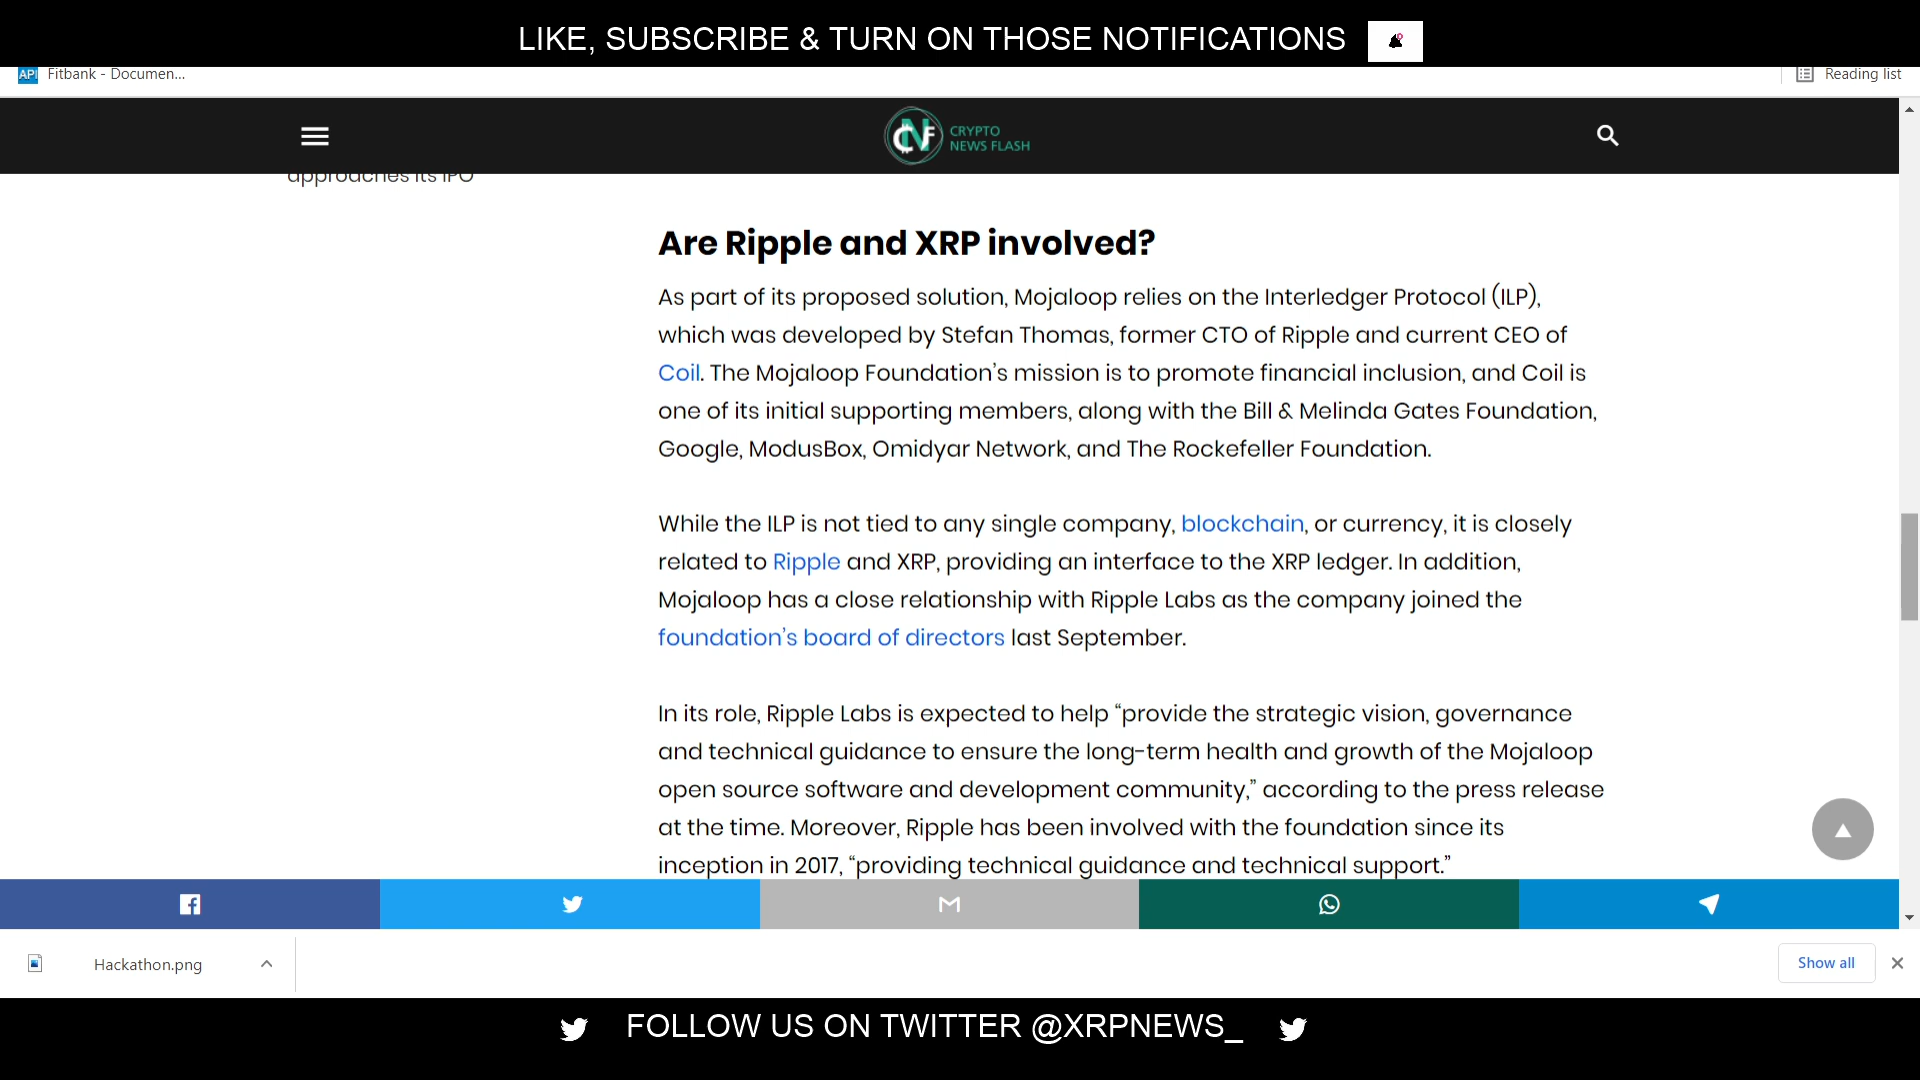 LIKE, SUBSCRIBE & TURN ON THOSE NOTIFICATIONS
API Fitbank - Documen...
Reading list
CNF CRYPTO
NEWS FLASH
approaches its IPO
Are Ripple and XRP involved?
As part of its proposed solution, Mojaloop relies on the Interledger Protocol (ILP),
which was developed by Stefan Thomas, former CTO of Ripple and current CEO of
Coil. The Mojaloop Foundation’s mission is to promote financial inclusion, and Coil is
one of its initial supporting members, along with the Bill & Melinda Gates Foundation,
Google, ModusBox, Omidyar Network, and The Rockefeller Foundation.
While the ILP is not tied to any single company, blockchain, or currency, it is closely
related to Ripple and XRP, providing an interface to the XRP ledger. In addition,
Mojaloop has a close relationship with Ripple Labs as the company joined the
foundation’s board of directors last September.
In its role, Ripple Labs is expected to help “provide the strategic vision, governance
and technical guidance to ensure the long-term health and growth of the Mojaloop
open source software and development community,” according to the press release
at the time. Moreover, Ripple has been involved with the foundation since its
inception in 2017, “providing technical guidance and technical support.”
Hackathon.png
Show all
FOLLOW US ON TWITTER @XRPNEWS_